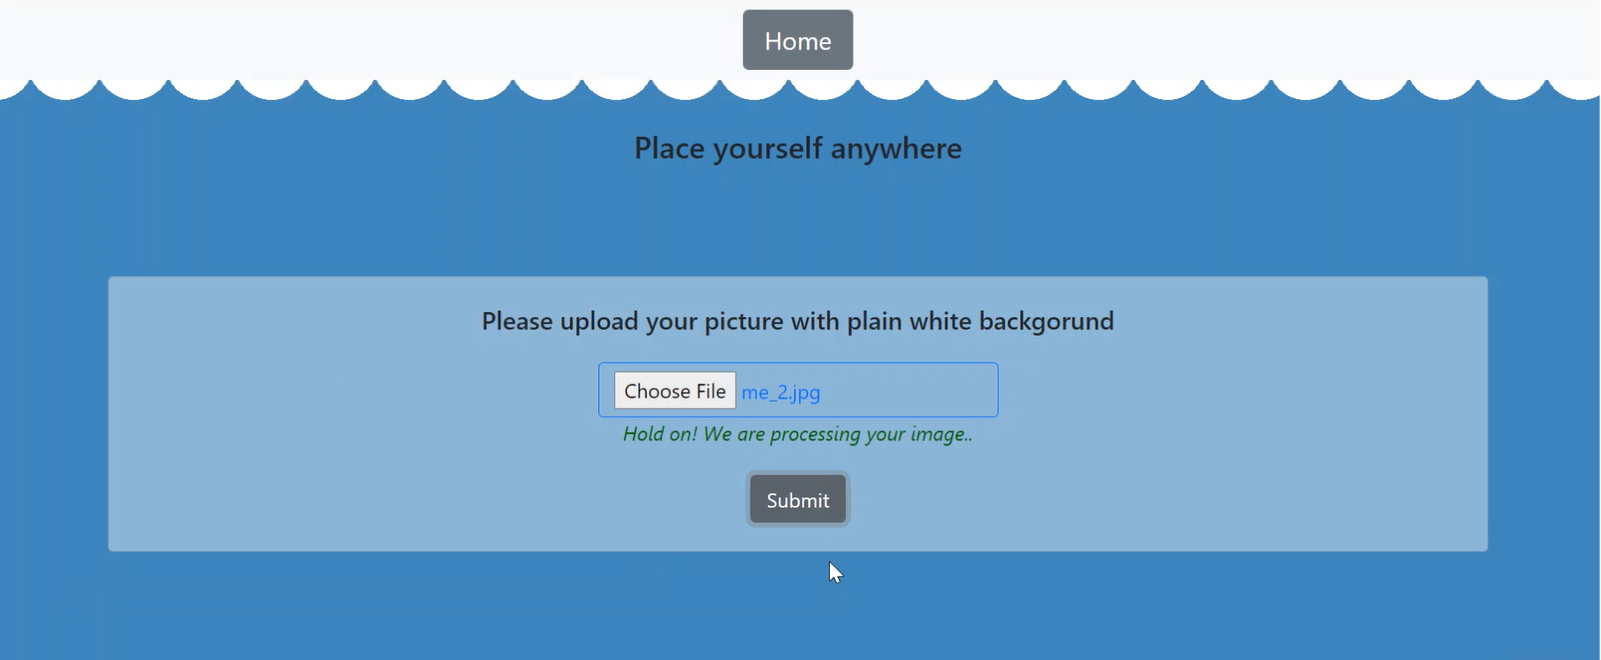 Home
Place yourself anywhere
Please upload your picture with plain white backgorund
Choose File me_2.jpg
Hold on! We are processing your image..
Submit